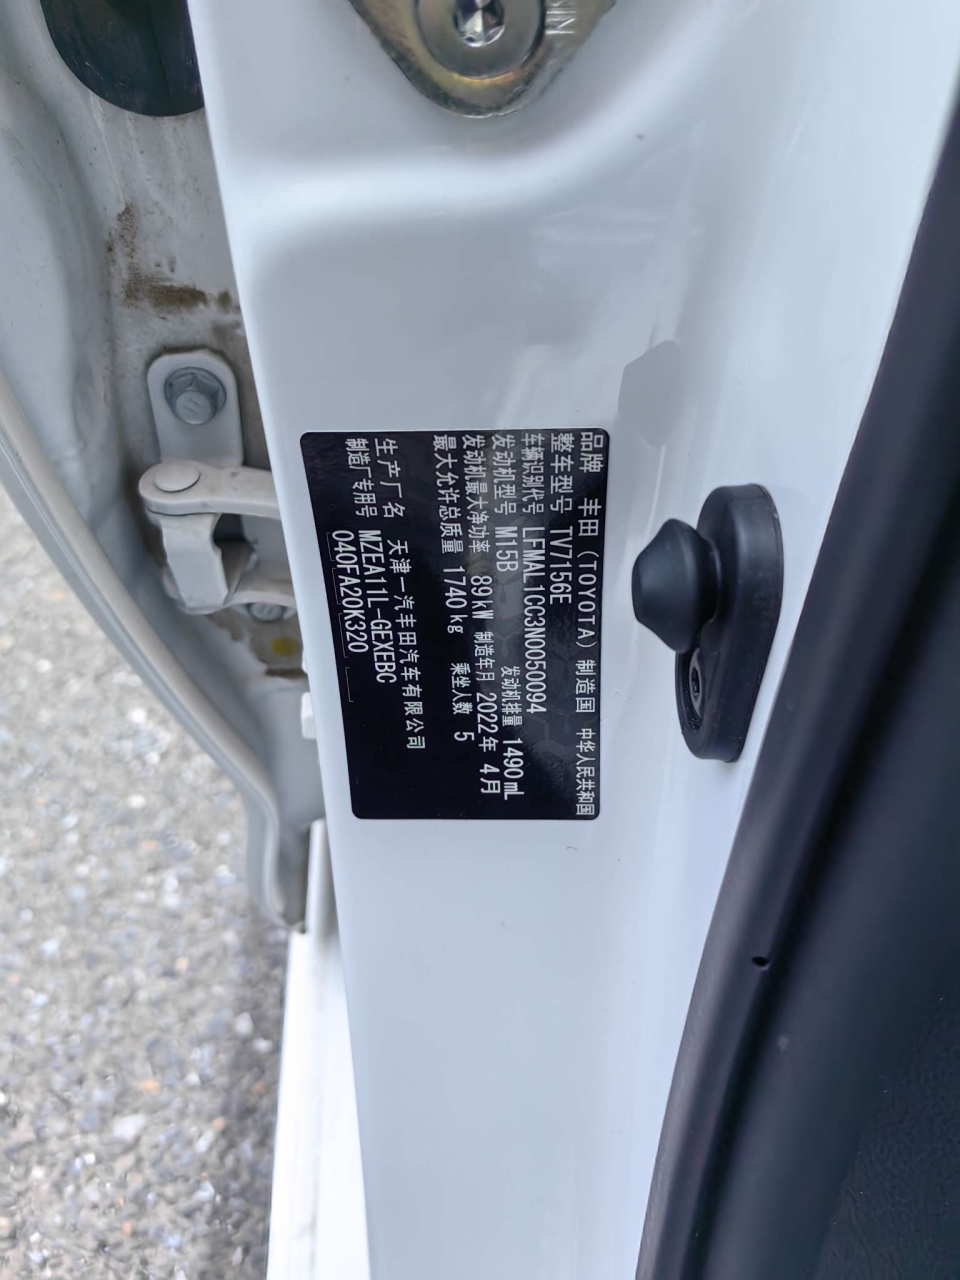 品牌 丰田（TOYOTA）制造国 中华人民共和国
整车型号 TV7156E
车辆识别代号 LFMAL1CC3N0050094
发动机型号 M15B 发动机排量 1490mL
发动机最大净功率 89kW 制造年月 2022年 4月
最大允许总质量 1740kg 乘坐人数 5
生产厂名 天津一汽丰田汽车有限公司
制造厂专用号 MZEA11L-GEXEBC
040FA20K320